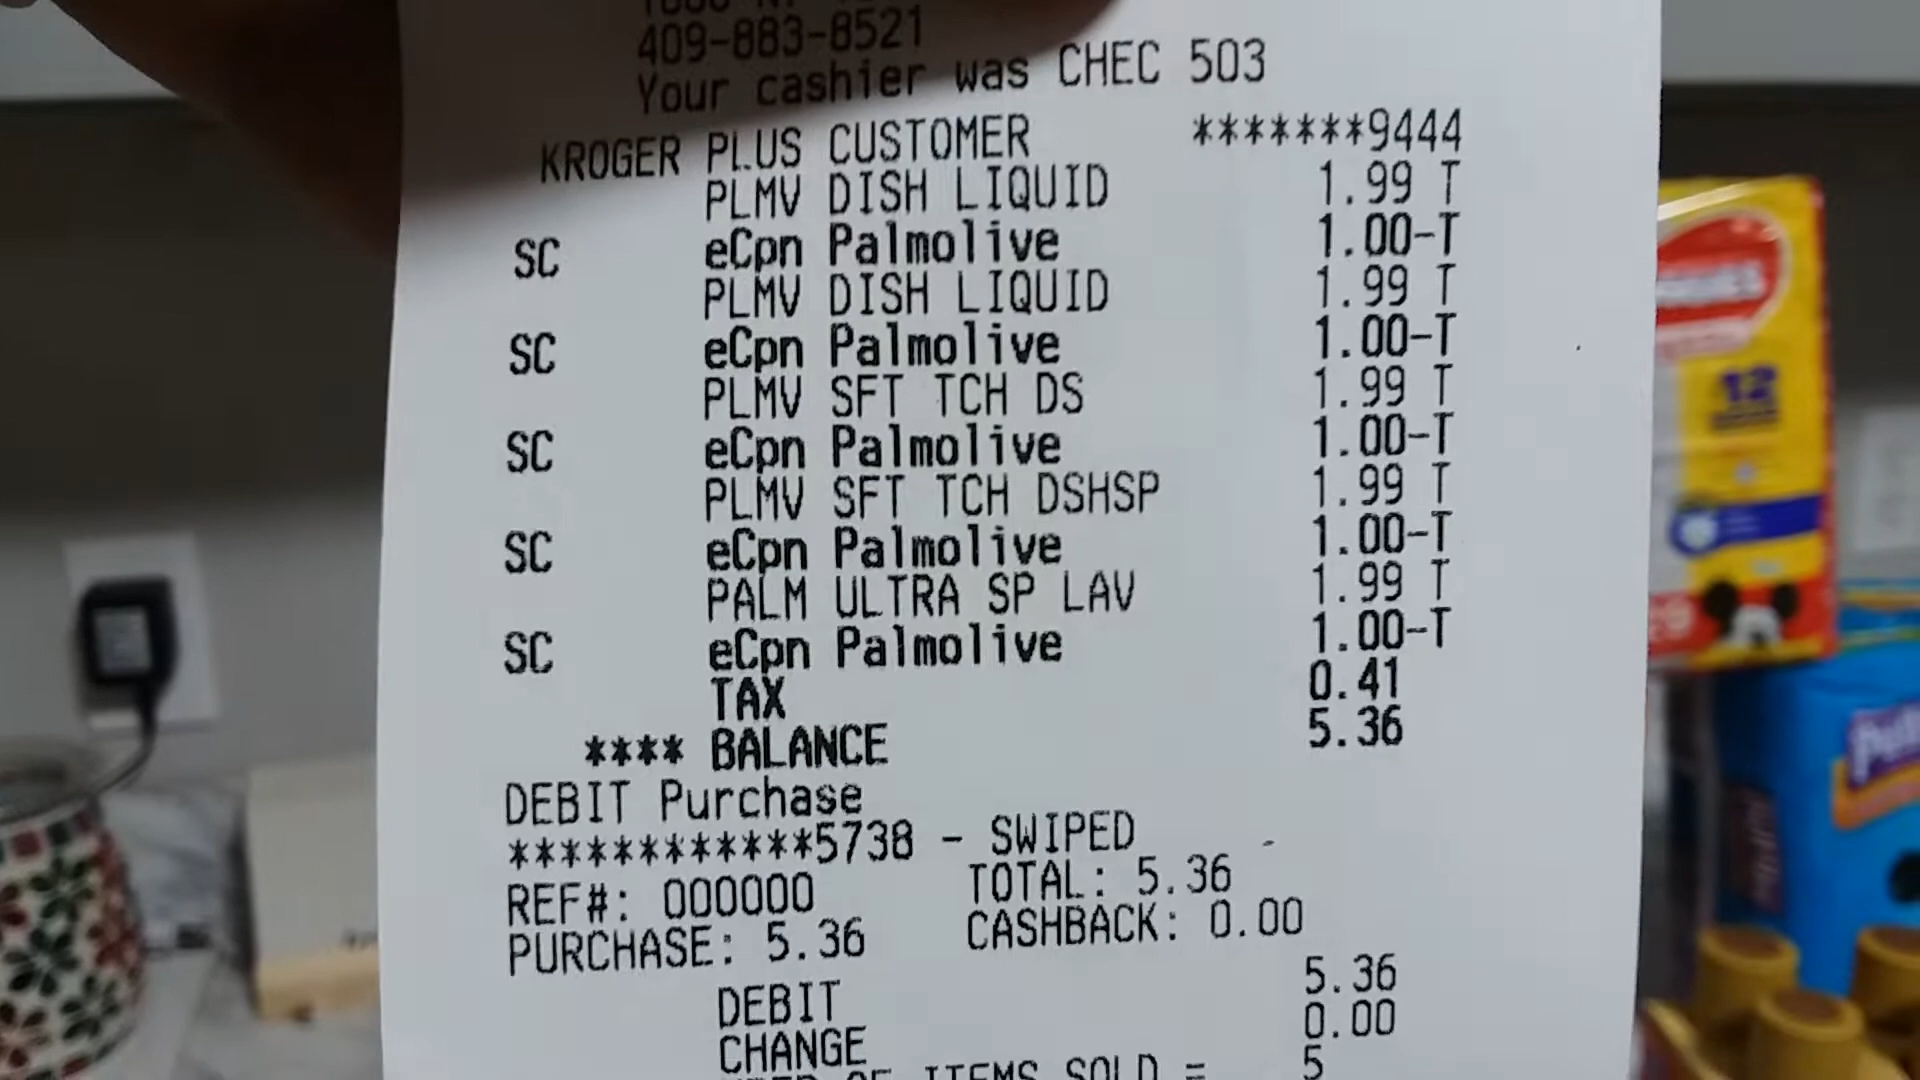 409-883-8521
Your cashier was CHEC 503
KROGER PLUS CUSTOMER *******9444
PLMV DISH LIQUID 1.99 T
SC eCpn Palmolive 1.00-T
PLMV DISH LIQUID 1.99 T
SC eCpn Palmolive 1.00-T
PLMV SFT TCH DS 1.99 T
SC eCpn Palmolive 1.00-T
PLMV SFT TCH DSHSP 1.99 T
SC eCpn Palmolive 1.00-T
PALM ULTRA SP LAV 1.99 T
SC eCpn Palmolive 1.00-T
TAX 0.41
**** BALANCE 5.36
DEBIT Purchase
************5738 - SWIPED
REF#: 000000 TOTAL: 5.36
PURCHASE: 5.36 CASHBACK: 0.00
DEBIT 5.36
CHANGE 0.00
ITEMS SOLD = 5
12